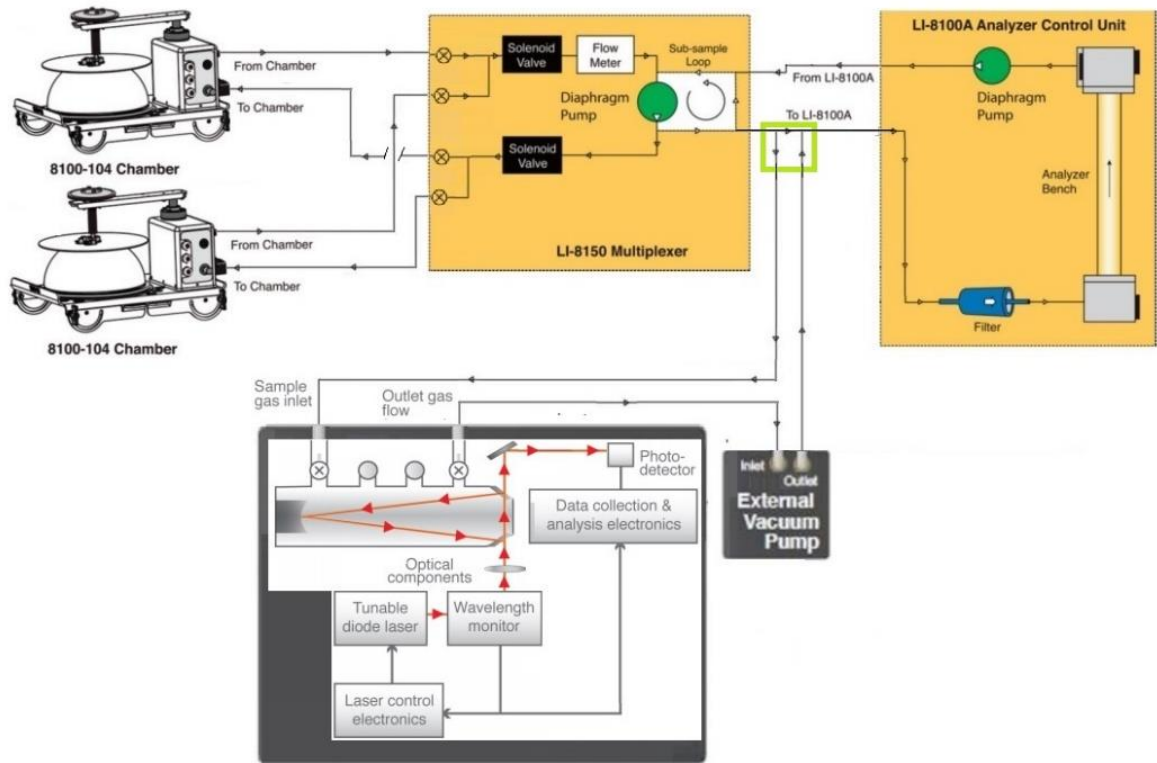 LI-8100A Analyzer Control Unit
Solenoid
Valve
Flow
Meter
Sub-sample
Loop
From Chamber
From LI-8100A
Diaphragm
Pump
Diaphragm
Pump
To Chamber
To LI-8100A
8100-104 Chamber
Solenoid
Valve
Analyzer
Bench
From Chamber
LI-8150 Multiplexer
To Chamber
Filter
8100-104 Chamber
Sample
gas inlet
Outlet gas
flow
Photo-
detector
Inlet
Outlet
External
Vacuum
Pump
Data collection &
analysis electronics
Optical
components
Tunable
diode laser
Wavelength
monitor
Laser control
electronics